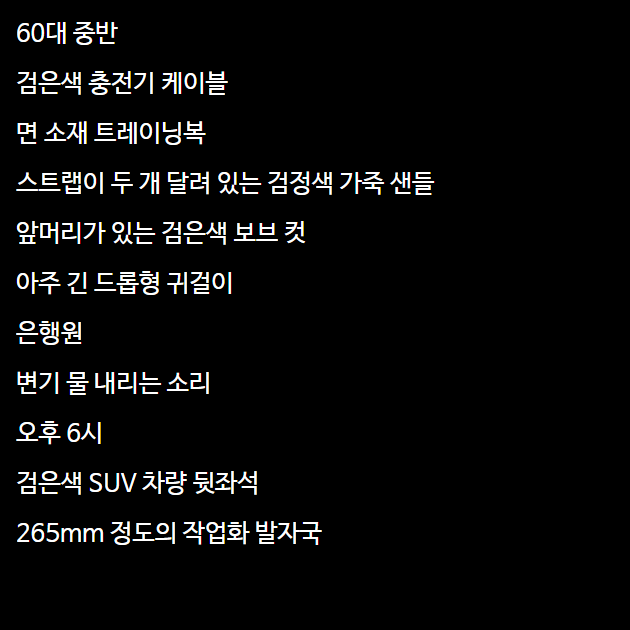 60대 중반
검은색 충전기 케이블
면 소재 트레이닝복
스트랩이 두 개 달려 있는 검정색 가죽 샌들
앞머리가 있는 검은색 보브 컷
아주 긴 드롭형 귀걸이
은행원
변기 물 내리는 소리
오후 6시
검은색 SUV 차량 뒷좌석
265mm 정도의 작업화 발자국